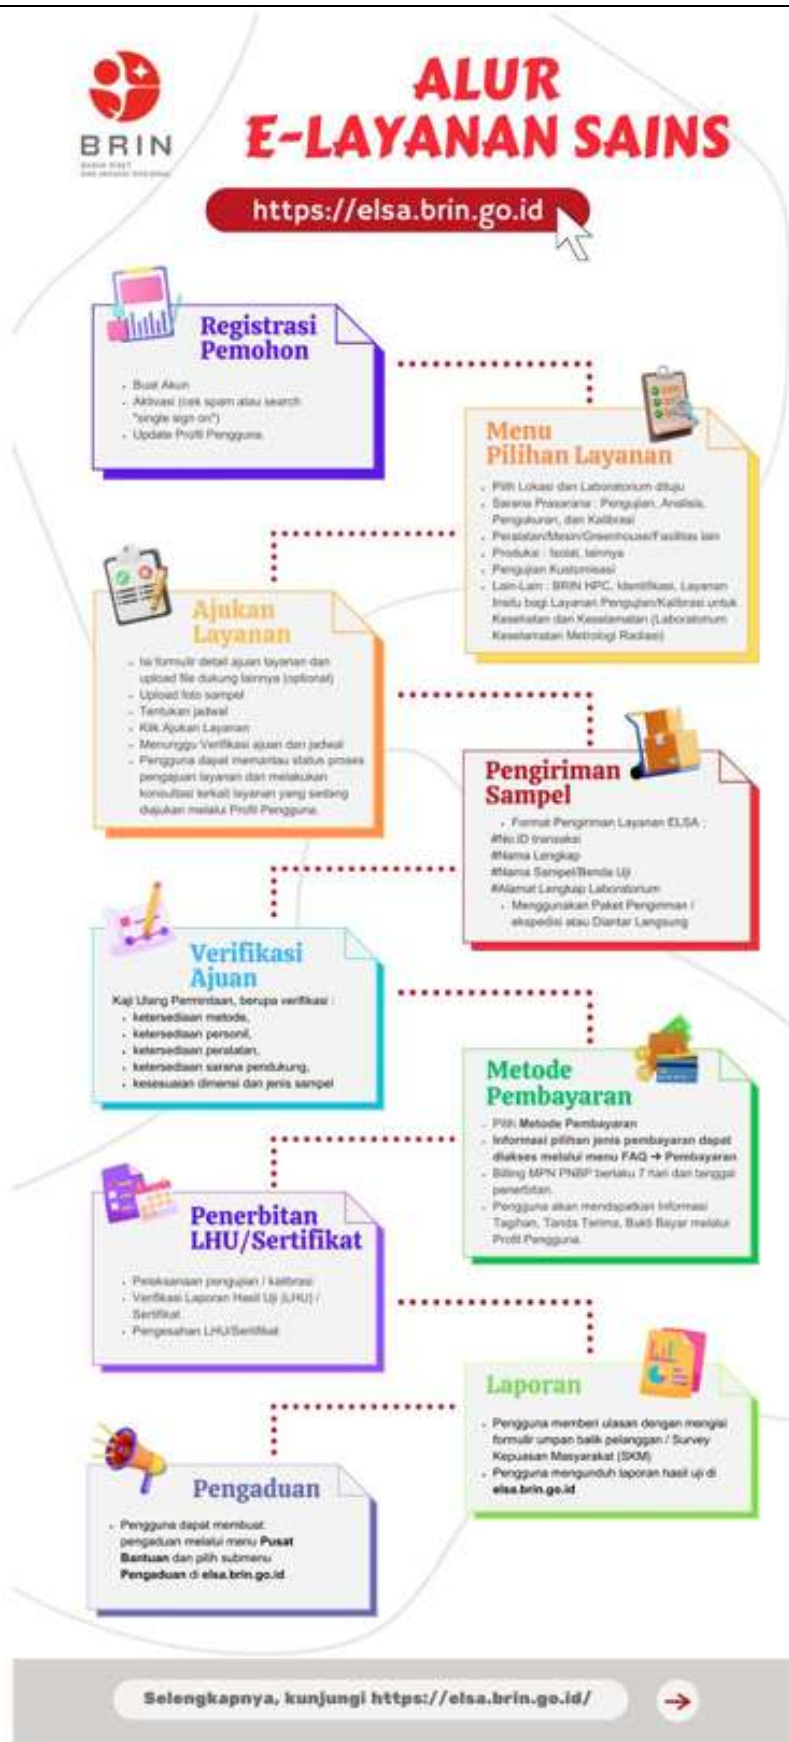 BRIN
BADAN RISET
DAN INOVASI NASIONAL
ALUR
E-LAYANAN SAINS
https://elsa.brin.go.id
Registrasi
Pemohon
• Buat Akun
• Aktivasi (cek spam atau search
"single sign on")
• Update Profil Pengguna
Menu
Pilihan Layanan
• Pilih Lokasi dan Laboratorium dituju
• Sarana Prasarana : Pengujian, Analisis,
Pengukuran, dan Kalibrasi
• Peralatan/Mesin/Greenhouse/Fasilitas lain
• Produksi : Isolat, lainnya
• Pengujian Kustomisasi
• Lain-Lain : BRIN HPC, Identifikasi, Layanan
Insitu bagi Layanan Pengujian/Kalibrasi untuk
Kesehatan dan Keselamatan (Laboratorium
Keselamatan Metrologi Radiasi)
Ajukan
Layanan
• Isi formulir detail ajuan layanan dan
upload file dukung lainnya (optional)
• Upload foto sampel
• Tentukan jadwal
• Klik Ajukan Layanan
• Menunggu Verifikasi ajuan dan jadwal
• Pengguna dapat memantau status proses
pengajuan layanan dan melakukan
konsultasi terkait layanan yang sedang
diajukan melalui Profil Pengguna.
Pengiriman
Sampel
• Format Pengiriman Layanan ELSA :
#No.ID transaksi
#Nama Lengkap
#Nama Sampel/Benda Uji
#Alamat Lengkap Laboratorium
• Menggunakan Paket Pengiriman /
ekspedisi atau Diantar Langsung
Verifikasi
Ajuan
Kaji Ulang Permintaan, berupa verifikasi :
• ketersediaan metode,
• ketersediaan personil,
• ketersediaan peralatan,
• ketersediaan sarana pendukung,
• kesesuaian dimensi dan jenis sampel
Metode
Pembayaran
• Pilih Metode Pembayaran
• Informasi pilihan jenis pembayaran dapat
diakses melalui menu FAQ → Pembayaran
• Billing MPN PNBP berlaku 7 hari dari tanggal
penerbitan.
• Pengguna akan mendapatkan Informasi
Tagihan, Tanda Terima, Bukti Bayar melalui
Profil Pengguna.
Penerbitan
LHU/Sertifikat
• Pelaksanaan pengujian / kalibrasi
• Verifikasi Laporan Hasil Uji (LHU) /
Sertifikat
• Pengesahan LHU/Sertifikat
Laporan
• Pengguna memberi ulasan dengan mengisi
formulir umpan balik pelanggan / Survey
Kepuasan Masyarakat (SKM)
• Pengguna mengunduh laporan hasil uji di
elsa.brin.go.id
Pengaduan
• Pengguna dapat membuat
pengaduan melalui menu Pusat
Bantuan dan pilih submenu
Pengaduan di elsa.brin.go.id
Selengkapnya, kunjungi https://elsa.brin.go.id/